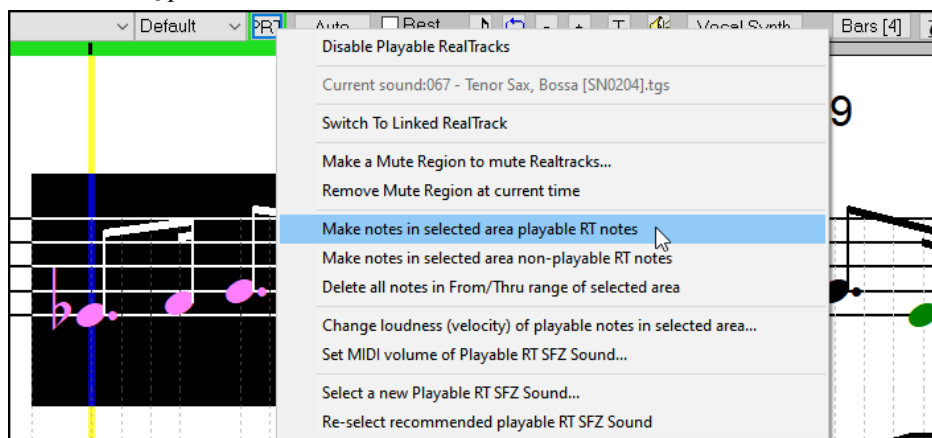 Default PRT Auto Best - + T Vocal Synth Bars [4]
Disable Playable RealTracks
Current sound:067 - Tenor Sax, Bossa [SN0204].tgs
Switch To Linked RealTrack
9
Make a Mute Region to mute Realtracks...
Remove Mute Region at current time
Make notes in selected area playable RT notes
Make notes in selected area non-playable RT notes
Delete all notes in From/Thru range of selected area
Change loudness (velocity) of playable notes in selected area...
Set MIDI volume of Playable RT SFZ Sound...
Select a new Playable RT SFZ Sound...
Re-select recommended playable RT SFZ Sound